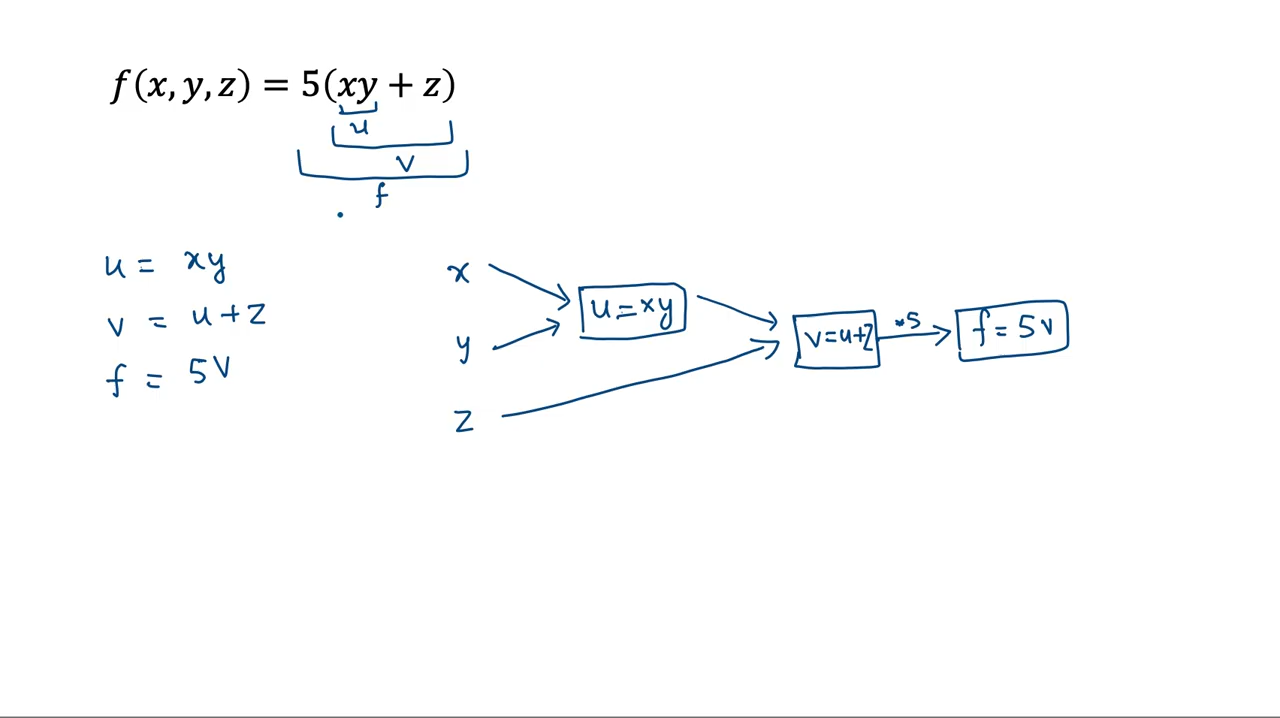 f(x, y, z) = 5(xy + z)
u
v
f
u = xy
v = u + z
f = 5v
x
y
z
u = xy
v = u + z
*5
f = 5v